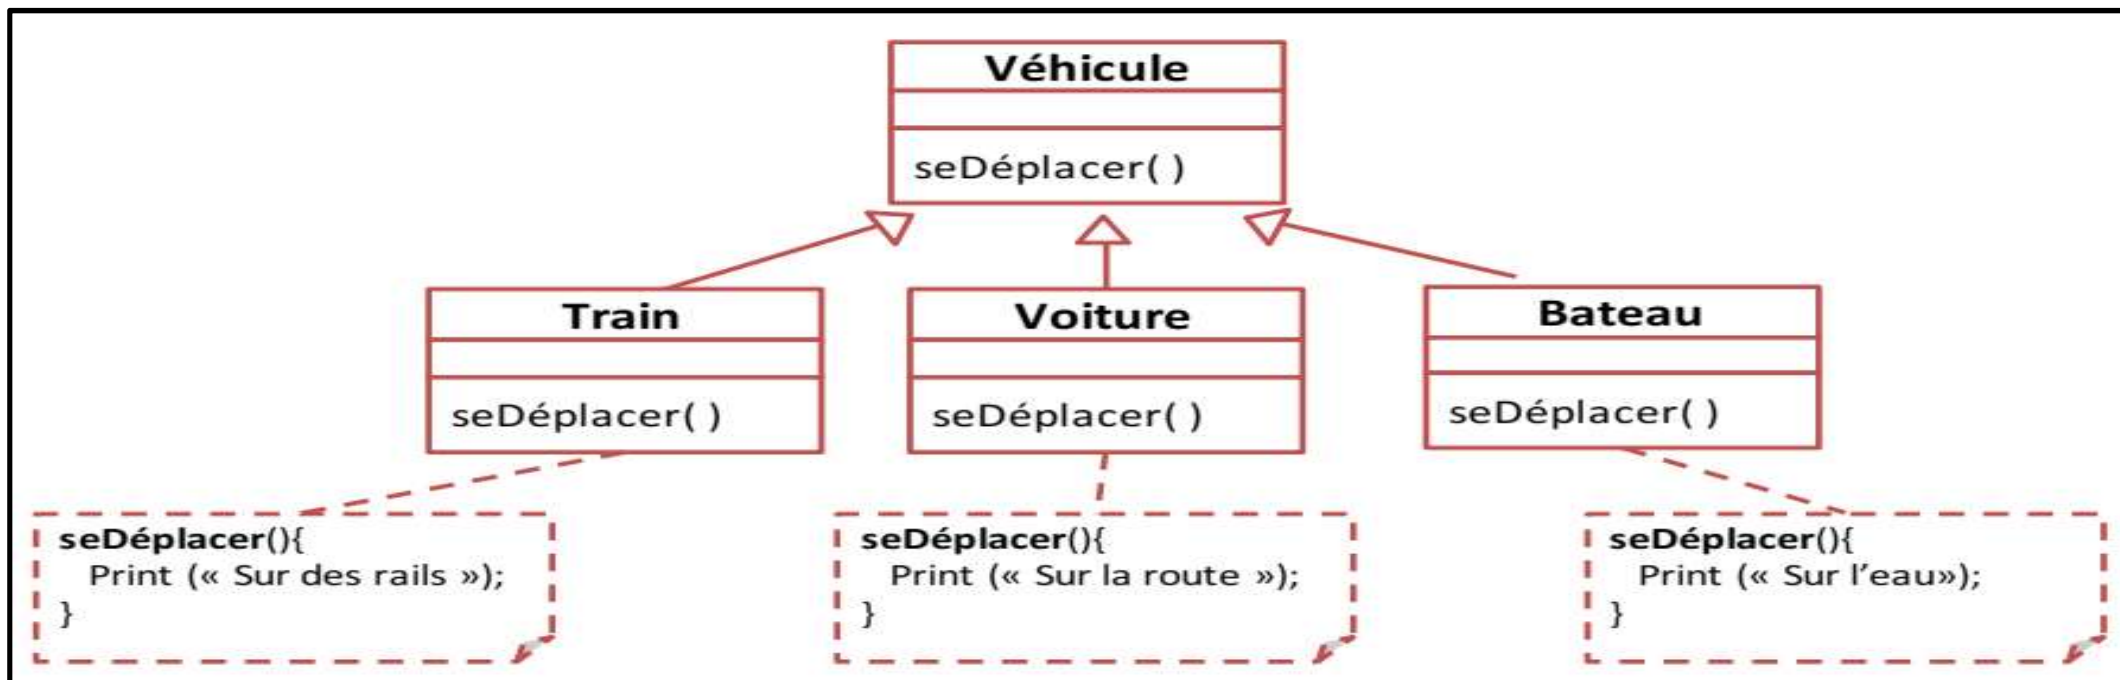 Véhicule
seDéplacer( )
Train
seDéplacer( )
Voiture
seDéplacer( )
Bateau
seDéplacer( )
seDéplacer(){
Print (« Sur des rails »);
}
seDéplacer(){
Print (« Sur la route »);
}
seDéplacer(){
Print (« Sur l’eau»);
}